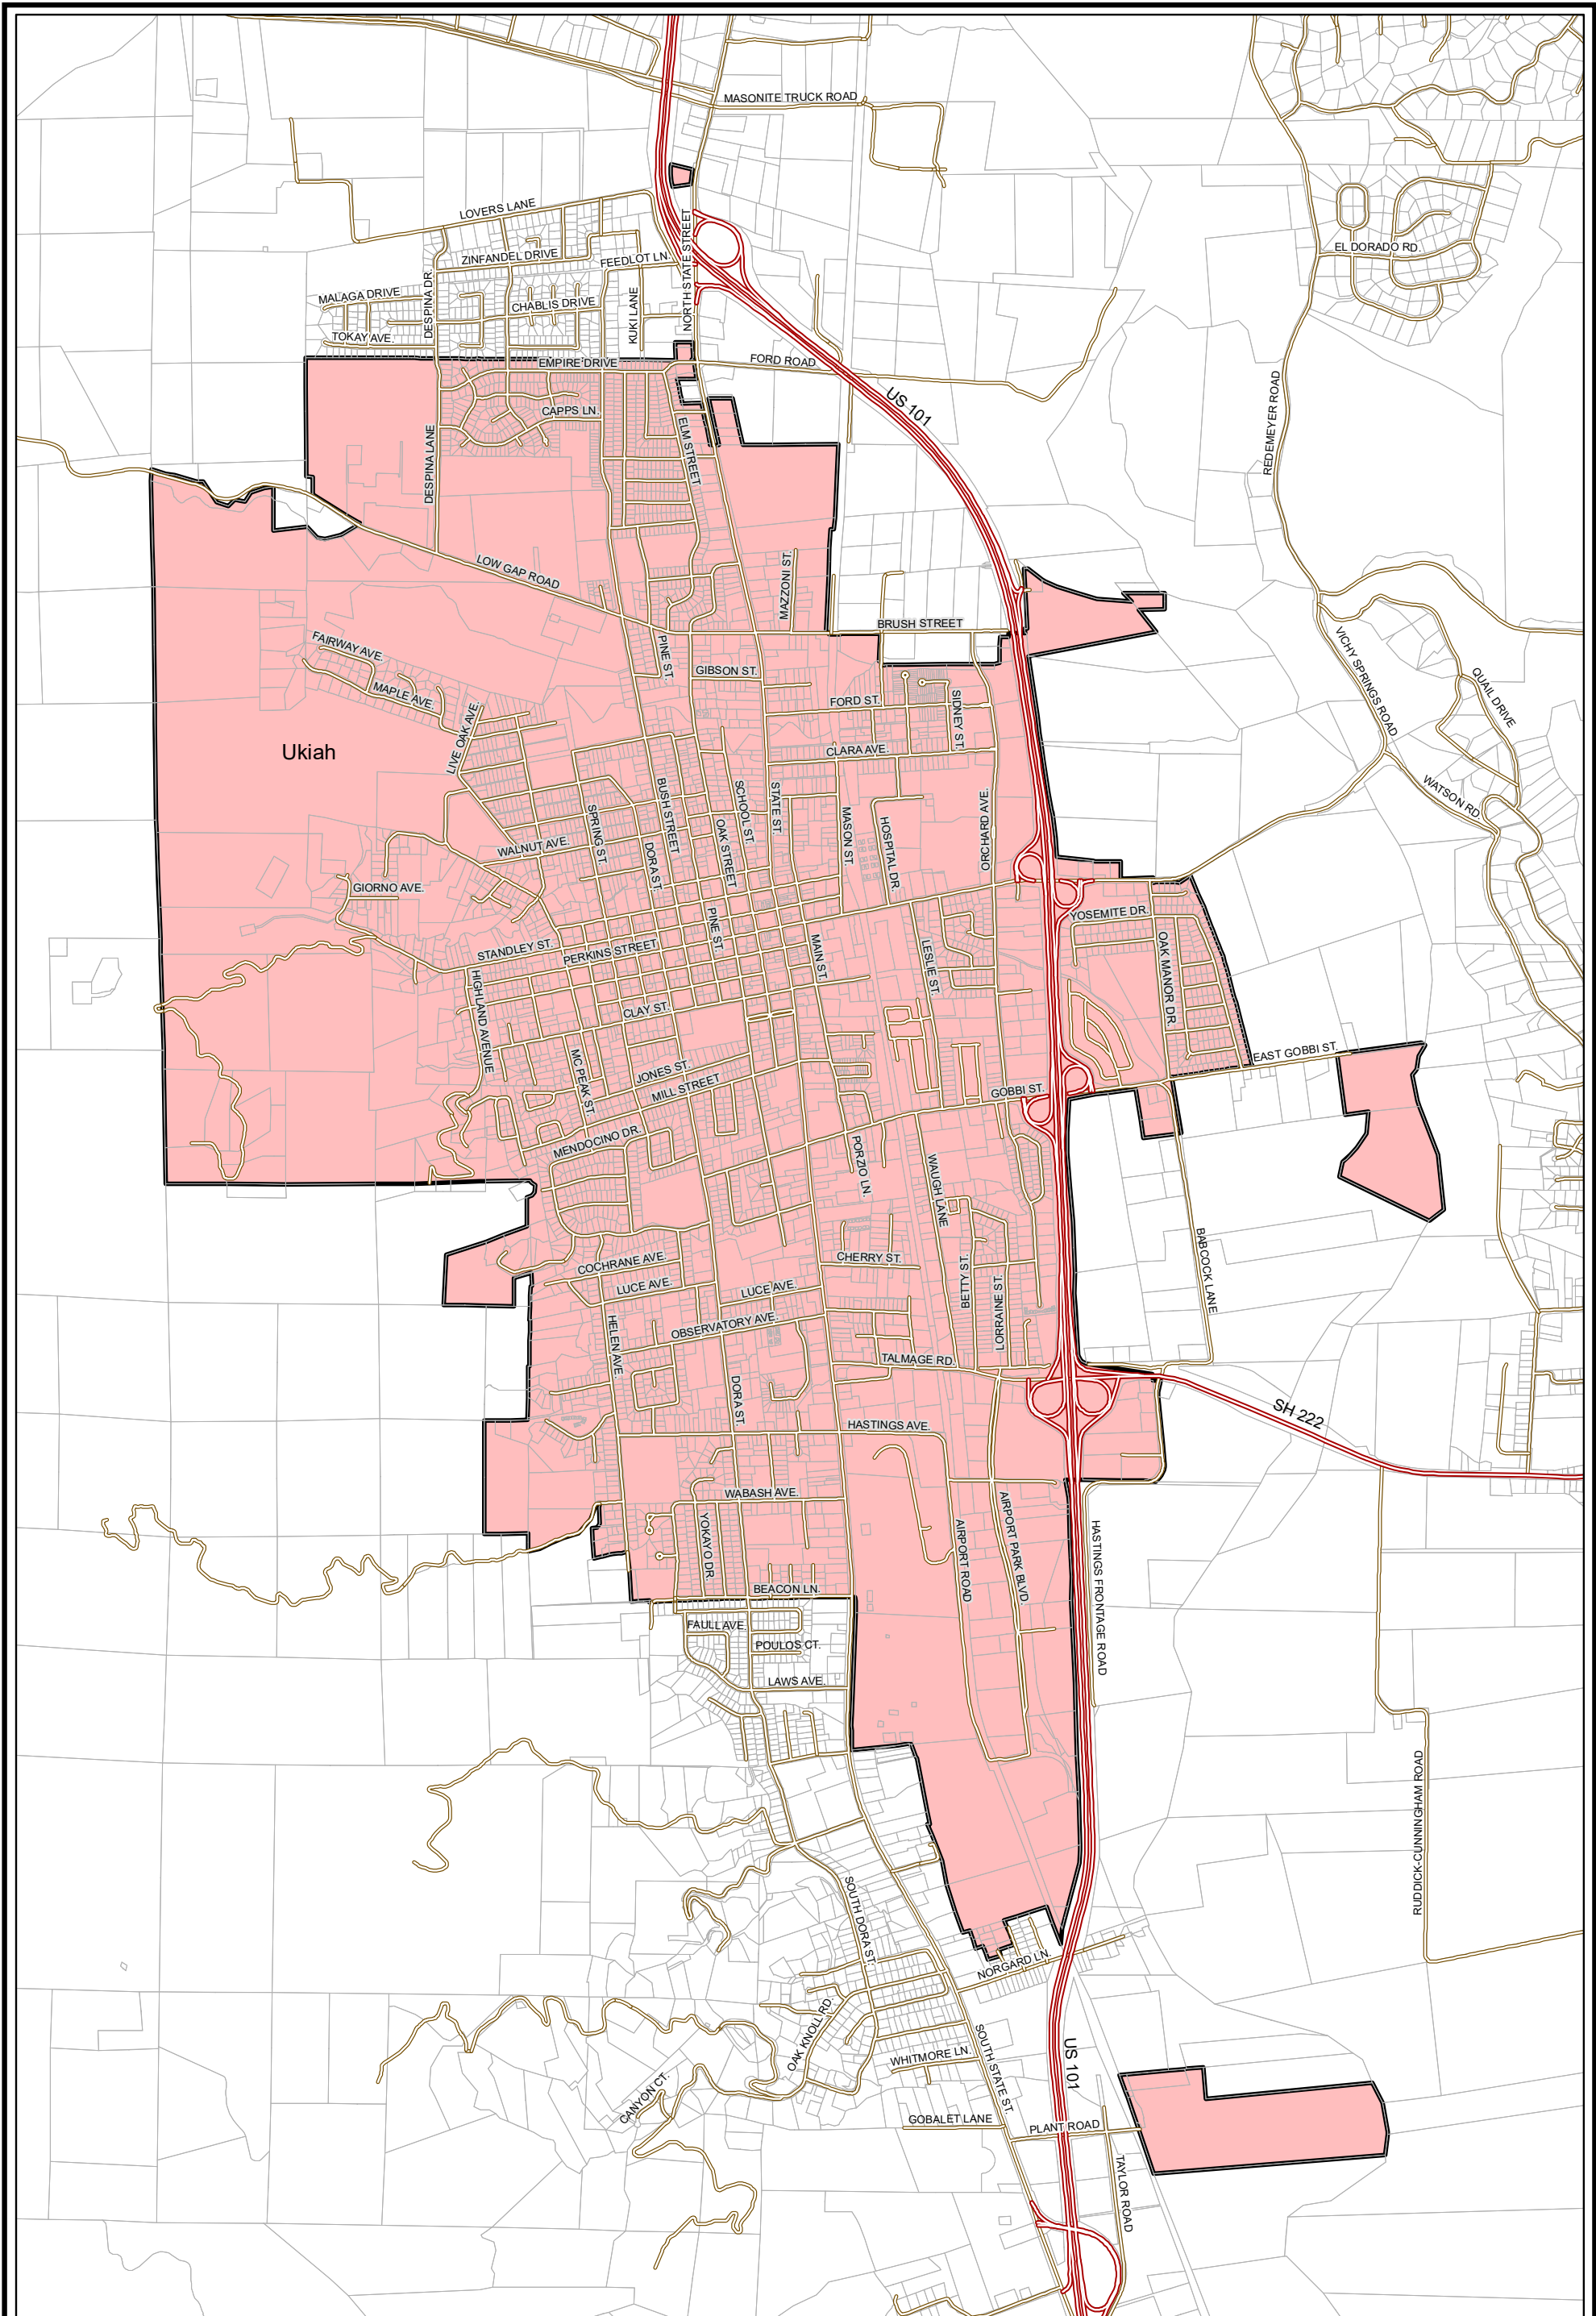 MASONITE TRUCK ROAD
LOVERS LANE
NORTH STATE STREET
EL DORADO RD.
ZINFANDEL DRIVE
FEEDLOT LN.
DESPINA DR.
MALAGA DRIVE
CHABLIS DRIVE
KUKI LANE
TOKAY AVE.
EMPIRE DRIVE
FORD ROAD
US 101
REDEMEYER ROAD
CAPPS LN.
ELM STREET
DESPINA LANE
LOW GAP ROAD
MAZZONI ST.
BRUSH STREET
FAIRWAY AVE.
PINE ST.
GIBSON ST.
VICHY SPRINGS ROAD
QUAIL DRIVE
MAPLE AVE.
FORD ST.
SIDNEY ST.
LIVE OAK AVE.
Ukiah
CLARA AVE.
WATSON RD.
BUSH STREET
SCHOOL ST.
STATE ST.
SPRING ST.
MASON ST.
HOSPITAL DR.
ORCHARD AVE.
WALNUT AVE.
DORA ST.
OAK STREET
GIORNO AVE.
YOSEMITE DR.
PINE ST.
STANDLEY ST.
PERKINS STREET
MAIN ST.
LESLIE ST.
OAK MANOR DR.
HIGHLAND AVENUE
CLAY ST.
EAST GOBBI ST.
MC PEAK ST.
JONES ST.
MILL STREET
GOBBI ST.
MENDOCINO DR.
PORZIO LN.
WAUGH LANE
BABCOCK LANE
COCHRANE AVE.
CHERRY ST.
BETTY ST.
LUCE AVE.
LUCE AVE.
LORRAINE ST.
HELEN AVE.
OBSERVATORY AVE.
TALMAGE RD.
DORA ST.
SH 222
HASTINGS AVE.
WABASH AVE.
YOKAYO DR.
AIRPORT ROAD
AIRPORT PARK BLVD.
HASTINGS FRONTAGE ROAD
BEACON LN.
FAULL AVE.
POULOS CT.
LAWS AVE.
RUDDICK-CUNNINGHAM ROAD
SOUTH DORA ST.
NORGARD LN.
OAK KNOLL RD.
SOUTH STATE ST.
US 101
WHITMORE LN.
CANYON CT.
GOBALET LANE
PLANT ROAD
TAYLOR ROAD